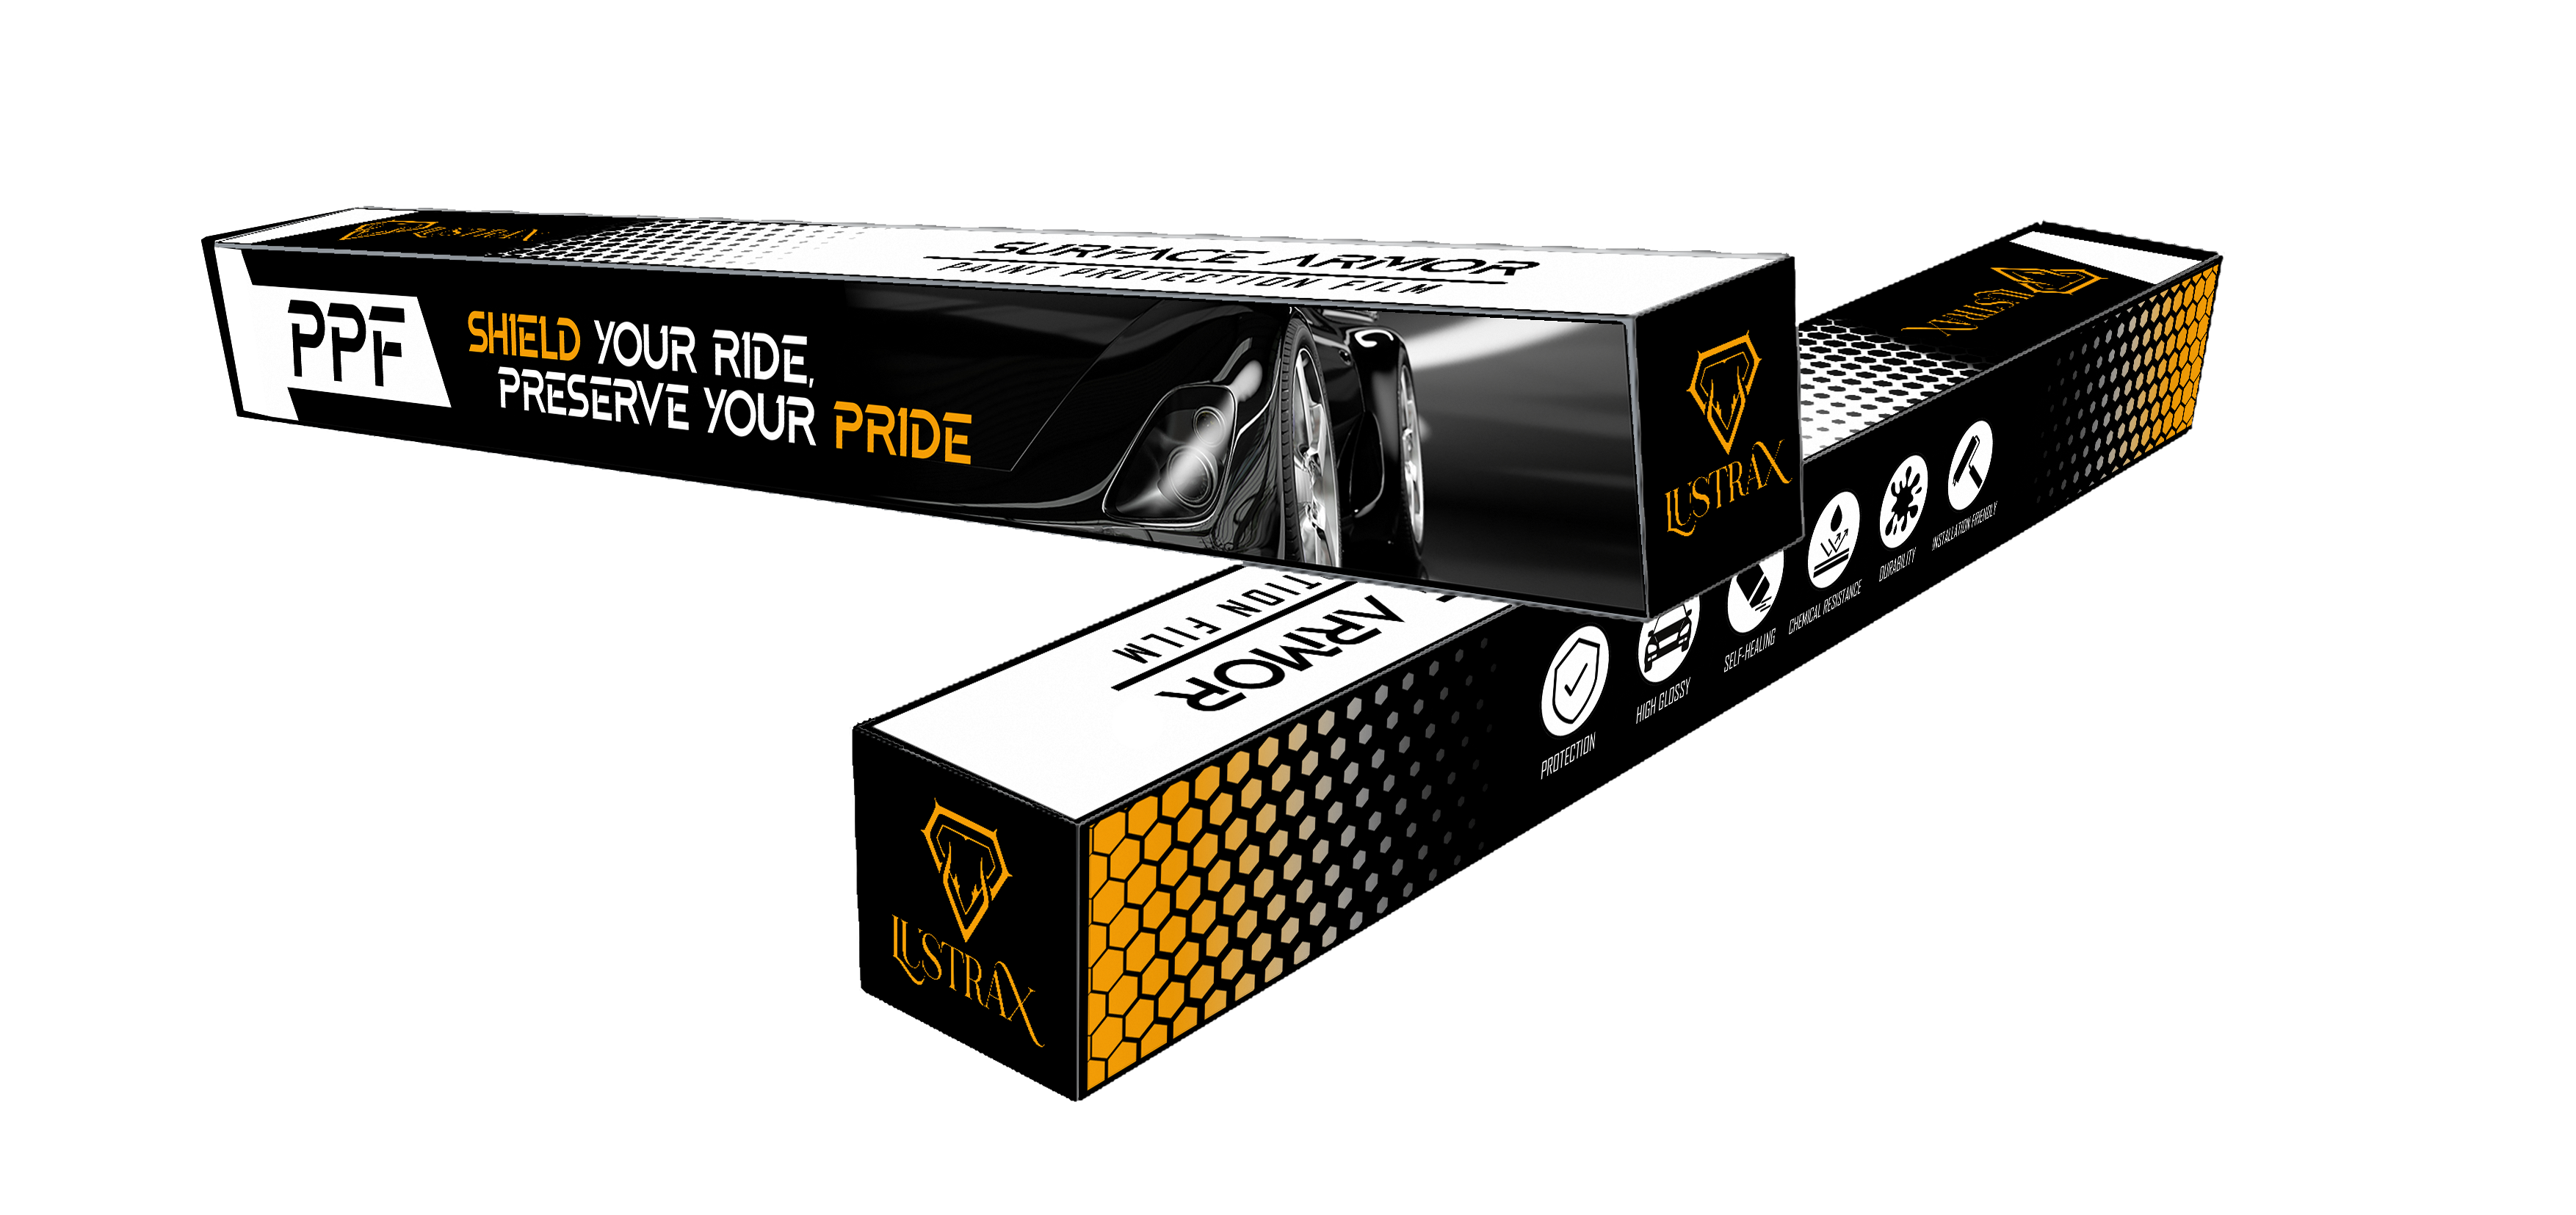 LUSTRAX
SURFACE ARMOR
PAINT PROTECTION FILM
PPF
SHIELD YOUR RIDE,
PRESERVE YOUR PRIDE
LUSTRAX
LUSTRAX
ARMOR
TION FILM
PROTECTION
HIGH GLOSSY
SELF-HEALING
CHEMICAL RESISTANCE
DURABILITY
INSTALLATION FRIENDLY
LUSTRAX